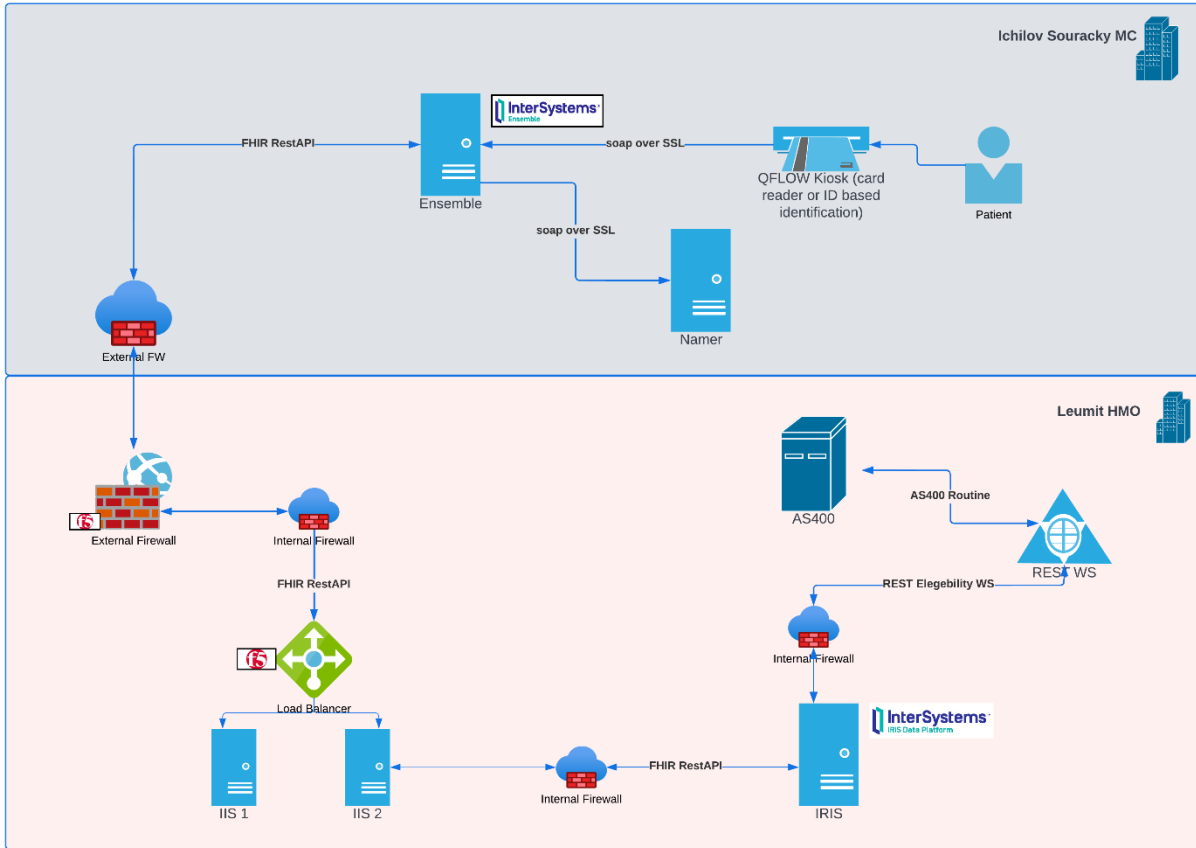 Ichilov Souracky MC
InterSystems
Ensemble
FHIR RestAPI
soap over SSL
Ensemble
QFLOW Kiosk (card
reader or ID based
identification)
Patient
soap over SSL
Namer
External FW
Leumit HMO
AS400 Routine
AS400
f5
External Firewall
Internal Firewall
REST WS
FHIR RestAPI
REST Elegebility WS
f5
Internal Firewall
Load Balancer
InterSystems
IRIS Data Platform
FHIR RestAPI
Internal Firewall
IIS 1
IIS 2
IRIS